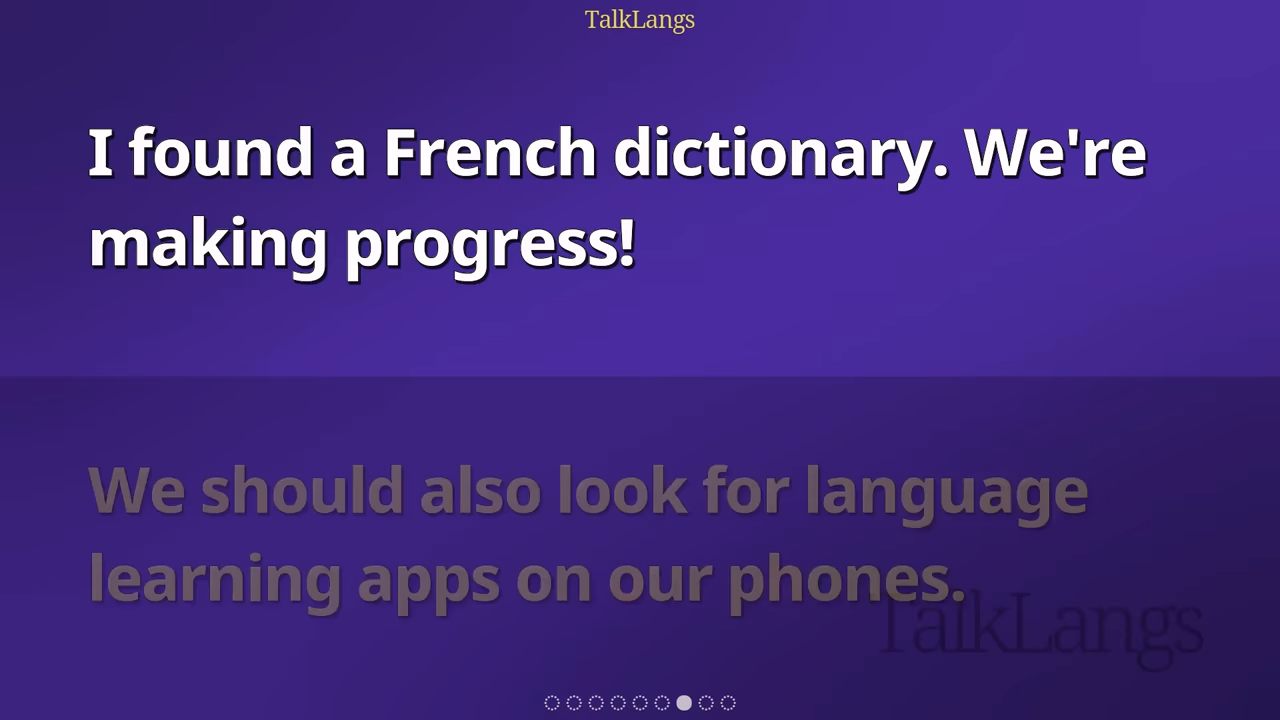 TalkLangs
I found a French dictionary. We're
making progress!
We should also look for language
learning apps on our phones.
TalkLangs